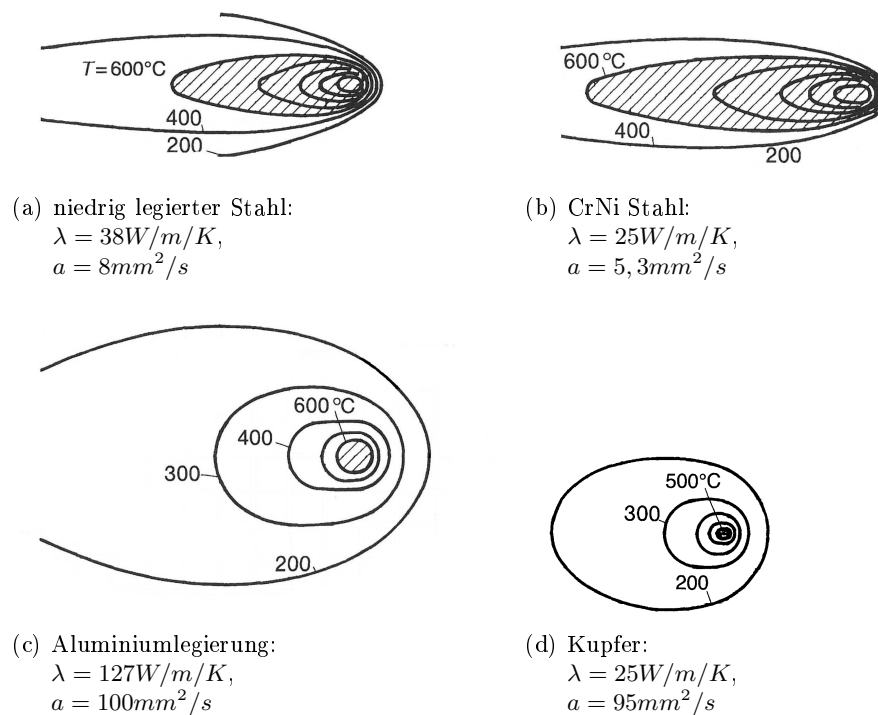 T=600°C
400
200
600°C
400
200
(a) niedrig legierter Stahl:
λ = 38W/m/K,
a = 8mm²/s
(b) CrNi Stahl:
λ = 25W/m/K,
a = 5,3mm²/s
600°C
400
300
200
500°C
300
200
(c) Aluminiumlegierung:
λ = 127W/m/K,
a = 100mm²/s
(d) Kupfer:
λ = 25W/m/K,
a = 95mm²/s